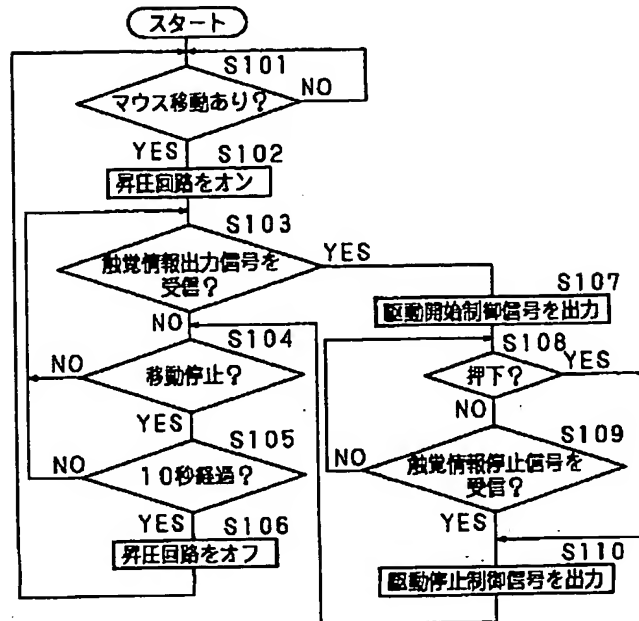 スタート
S101
マウス移動あり?
NO
YES
S102
昇圧回路をオン
S103
触覚情報出力信号を
受信?
YES
NO
S104
移動停止?
NO
YES
S105
10秒経過?
NO
YES
S106
昇圧回路をオフ
S107
駆動開始制御信号を出力
S108
押下?
YES
NO
S109
触覚情報停止信号を
受信?
NO
YES
S110
駆動停止制御信号を出力